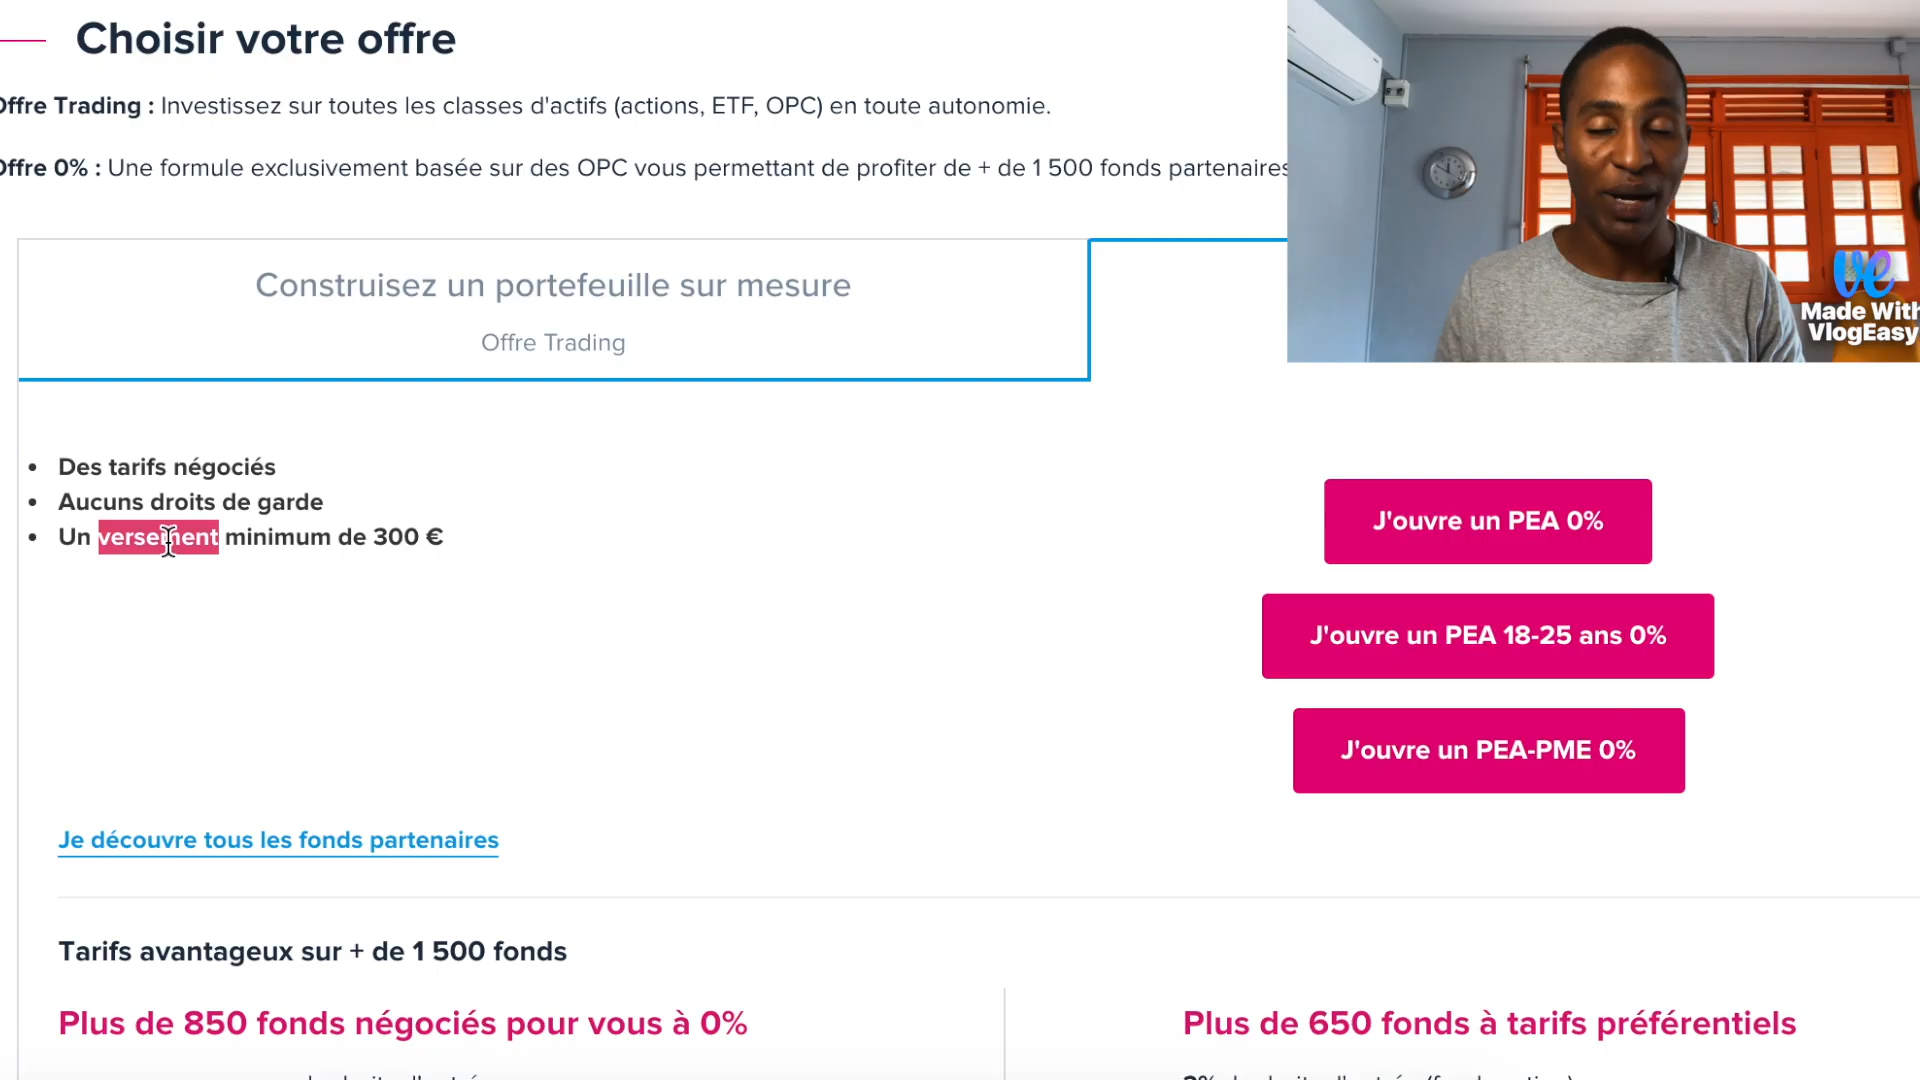 Choisir votre offre
Offre Trading : Investissez sur toutes les classes d'actifs (actions, ETF, OPC) en toute autonomie.
Offre 0% : Une formule exclusivement basée sur des OPC vous permettant de profiter de + de 1 500 fonds partenaires
Construisez un portefeuille sur mesure
Offre Trading
ve
Made With
VlogEasy
• Des tarifs négociés
• Aucuns droits de garde
• Un versement minimum de 300 €
J'ouvre un PEA 0%
J'ouvre un PEA 18-25 ans 0%
J'ouvre un PEA-PME 0%
Je découvre tous les fonds partenaires
Tarifs avantageux sur + de 1 500 fonds
Plus de 850 fonds négociés pour vous à 0%
Plus de 650 fonds à tarifs préférentiels